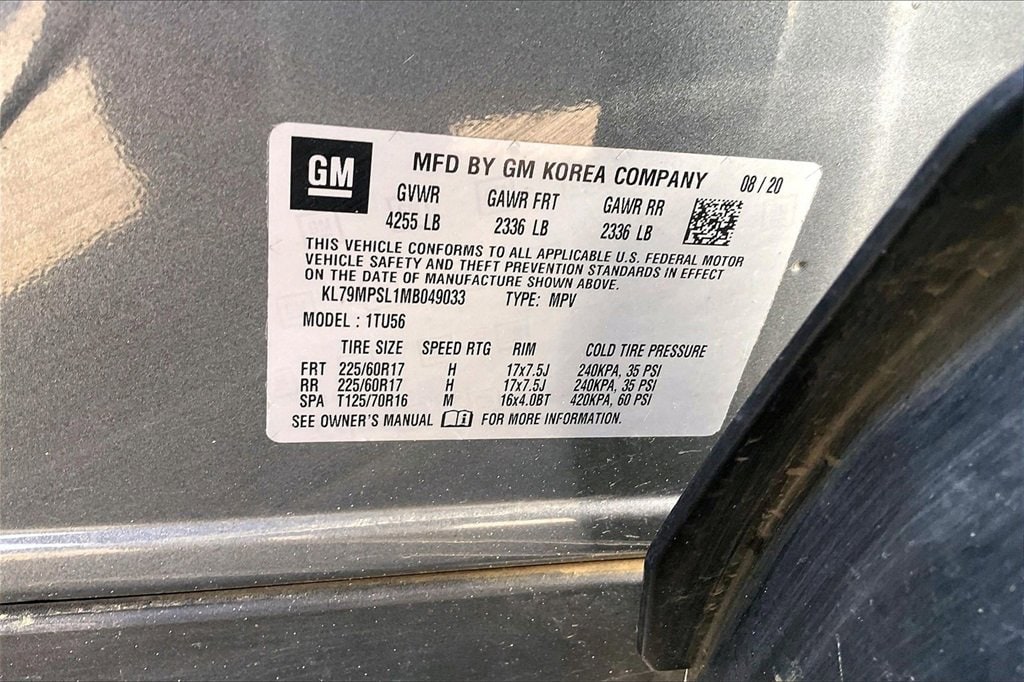 GM
MFD BY GM KOREA COMPANY 08 / 20
GVWR GAWR FRT GAWR RR
4255 LB 2336 LB 2336 LB
THIS VEHICLE CONFORMS TO ALL APPLICABLE U.S. FEDERAL MOTOR
VEHICLE SAFETY AND THEFT PREVENTION STANDARDS IN EFFECT
ON THE DATE OF MANUFACTURE SHOWN ABOVE.
KL79MPSL1MB049033 TYPE: MPV
MODEL : 1TU56
TIRE SIZE SPEED RTG RIM COLD TIRE PRESSURE
FRT 225/60R17 H 17x7.5J 240KPA, 35 PSI
RR 225/60R17 H 17x7.5J 240KPA, 35 PSI
SPA T125/70R16 M 16x4.0BT 420KPA, 60 PSI
SEE OWNER'S MANUAL FOR MORE INFORMATION.